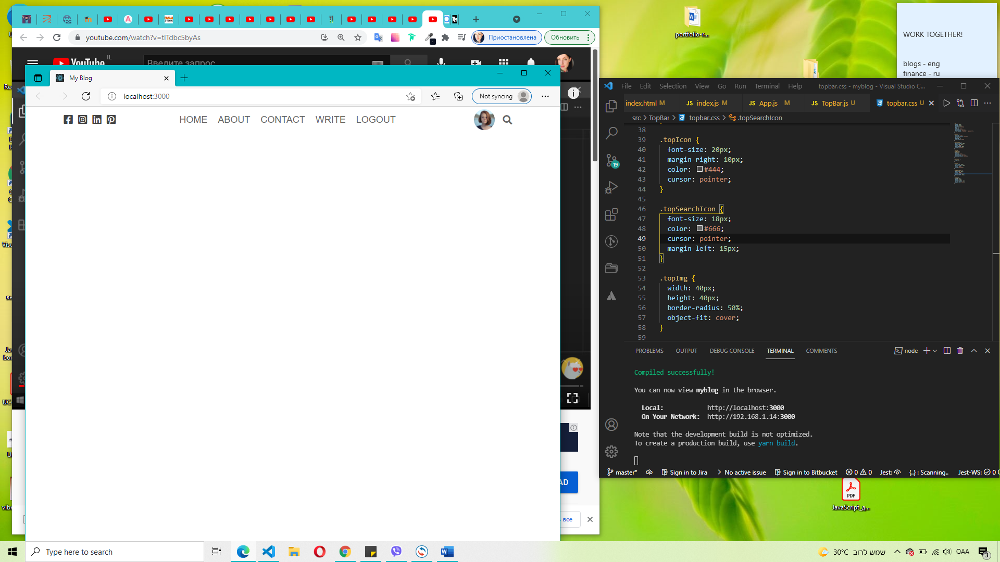 youtube.com/watch?v=tITdbc5byAs
Приостановлена
Обновить
YouTube
IL
Введите запрос
My Blog
localhost:3000
Not syncing
HOME
ABOUT
CONTACT
WRITE
LOGOUT
AD
все
portfolio-r...
WORK TOGETHER!
blogs - eng
finance - ru
File Edit Selection View Go Run Terminal Help
topbar.css - myblog - Visual Studio C...
index.html M
JS index.js M
JS App.js M
JS TopBar.js U
topbar.css U
src > TopBar > topbar.css > .topSearchIcon
19
38
39 .topIcon {
40 font-size: 20px;
41 margin-right: 10px;
42 color: #444;
43 cursor: pointer;
44 }
45
46 .topSearchIcon {
47 font-size: 18px;
48 color: #666;
49 cursor: pointer;
50 margin-left: 15px;
51 }
52
53 .topImg {
54 width: 40px;
55 height: 40px;
56 border-radius: 50%;
57 object-fit: cover;
58 }
59
PROBLEMS OUTPUT DEBUG CONSOLE TERMINAL COMMENTS
node
Compiled successfully!
You can now view myblog in the browser.
Local: http://localhost:3000
On Your Network: http://192.168.1.14:3000
Note that the development build is not optimized.
To create a production build, use yarn build.
master*
Sign in to Jira
No active issue
Sign in to Bitbucket
0 0
Jest:
{..} : Scanning..
Jest-WS: 0
PDF
JavaScript_д...
Type here to search
30°C שמש לרוב
QAA
3